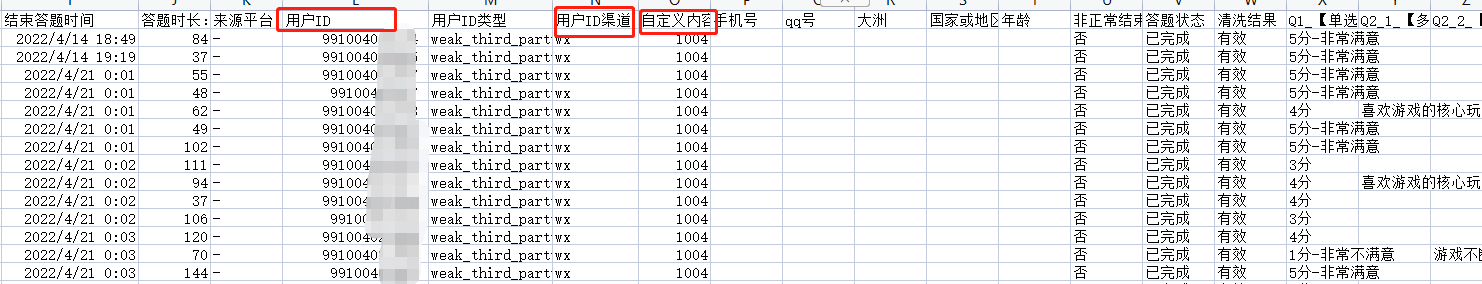 L M N O P Q R S T U V W X Y Z
结束答题时间 答题时长: 来源平台 用户ID 用户ID类型 用户ID渠道 自定义内容 手机号 qq号 大洲 国家或地区 年龄 非正常结束 答题状态 清洗结果 Q1_【单选 Q2_1_【多 Q2_2_【
2022/4/14 18:49 84 - 9910040 weak_third_part wx 1004 否 已完成 有效 5分-非常满意
2022/4/14 19:19 37 - 9910040 weak_third_part wx 1004 否 已完成 有效 5分-非常满意
2022/4/21 0:01 55 - 9910040 weak_third_part wx 1004 否 已完成 有效 5分-非常满意
2022/4/21 0:01 48 - 991004 weak_third_part wx 1004 否 已完成 有效 5分-非常满意
2022/4/21 0:01 62 - 9910040 weak_third_part wx 1004 否 已完成 有效 4分 喜欢游戏的核心玩
2022/4/21 0:01 49 - 9910040 weak_third_part wx 1004 否 已完成 有效 5分-非常满意
2022/4/21 0:01 102 - 9910040 weak_third_part wx 1004 否 已完成 有效 5分-非常满意
2022/4/21 0:02 111 - 991004 weak_third_part wx 1004 否 已完成 有效 3分
2022/4/21 0:02 94 - 991004 weak_third_part wx 1004 否 已完成 有效 4分 喜欢游戏的核心玩
2022/4/21 0:02 37 - 991004 weak_third_part wx 1004 否 已完成 有效 4分
2022/4/21 0:02 106 - 99100 weak_third_part wx 1004 否 已完成 有效 3分
2022/4/21 0:03 120 - 9910040 weak_third_part wx 1004 否 已完成 有效 4分
2022/4/21 0:03 70 - 9910040 weak_third_part wx 1004 否 已完成 有效 1分-非常不满意 游戏不
2022/4/21 0:03 144 - 991004 weak_third_part wx 1004 否 已完成 有效 5分-非常满意